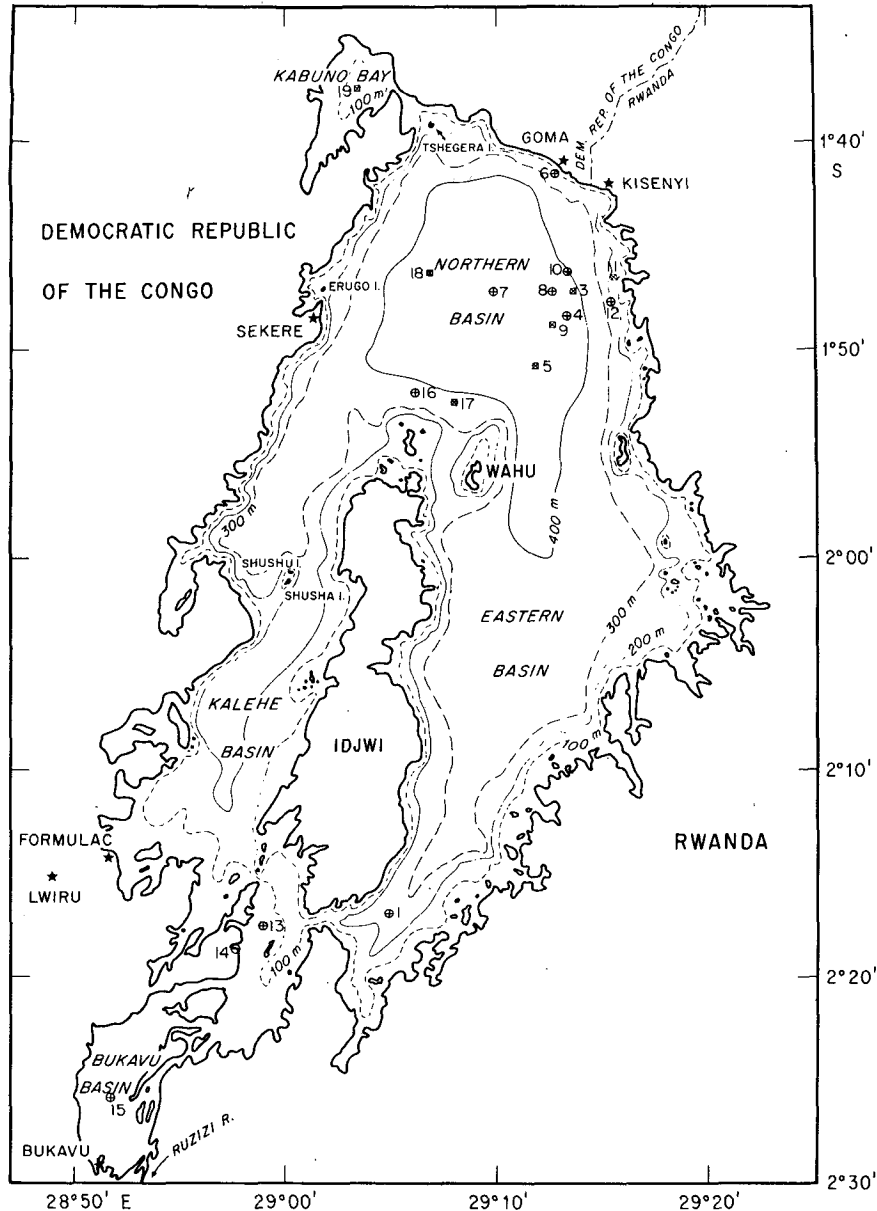 KABUNO BAY
19
100 m
TSHEGERA I.
GOMA
DEM. REP. OF THE CONGO
RWANDA
1°40'
S
6
KISENYI
DEMOCRATIC REPUBLIC
OF THE CONGO
NORTHERN
BASIN
18
7
10
8
3
4
9
11
12
ERUGO I.
SEKERE
5
1°50'
16
17
WAHU
300 m
400 m
SHUSHU I.
SHUSHA I.
2°00'
EASTERN
BASIN
300 m
200 m
KALEHE
BASIN
IDJWI
100 m
2°10'
FORMULAC
LWIRU
RWANDA
1
13
14
100 m
2°20'
BUKAVU
BASIN
15
BUKAVU
RUZIZI R.
2°30'
28°50' E
29°00'
29°10'
29°20'